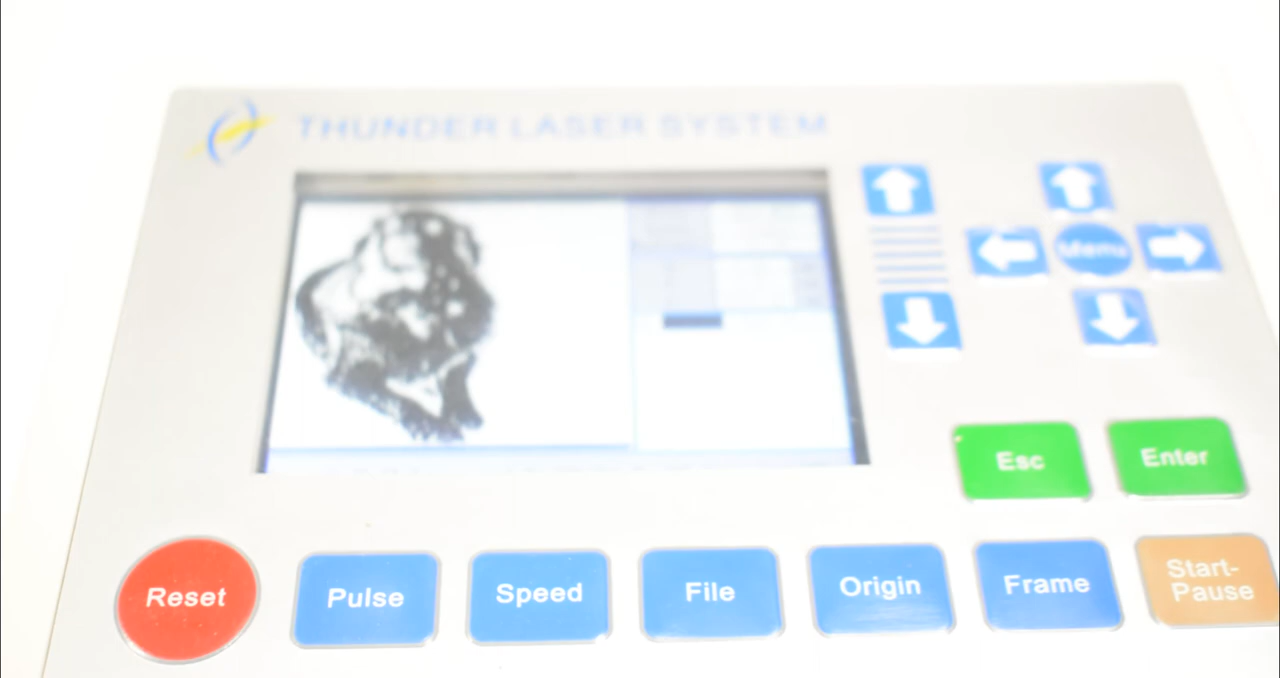 THUNDER LASER SYSTEM
Menu
Esc
Enter
Reset
Pulse
Speed
File
Origin
Frame
Start-
Pause